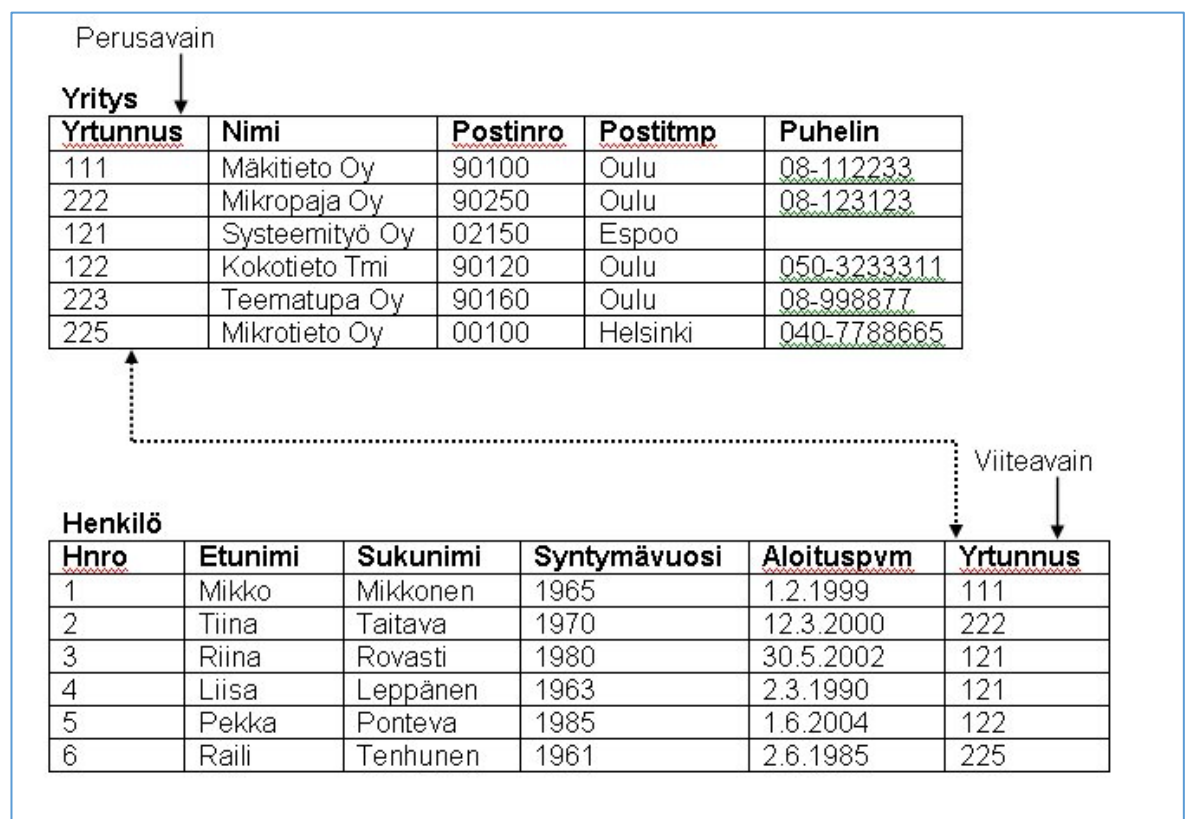 Perusavain
Yritys
Yrtunnus Nimi Postinro Postitmp Puhelin
111 Mäkitieto Oy 90100 Oulu 08-112233
222 Mikropaja Oy 90250 Oulu 08-123123
121 Systeemityö Oy 02150 Espoo
122 Kokotieto Tmi 90120 Oulu 050-3233311
223 Teematupa Oy 90160 Oulu 08-998877
225 Mikrotieto Oy 00100 Helsinki 040-7788665
Viiteavain
Henkilö
Hnro Etunimi Sukunimi Syntymävuosi Aloituspvm Yrtunnus
1 Mikko Mikkonen 1965 1.2.1999 111
2 Tiina Taitava 1970 12.3.2000 222
3 Riina Rovasti 1980 30.5.2002 121
4 Liisa Leppänen 1963 2.3.1990 121
5 Pekka Ponteva 1985 1.6.2004 122
6 Raili Tenhunen 1961 2.6.1985 225